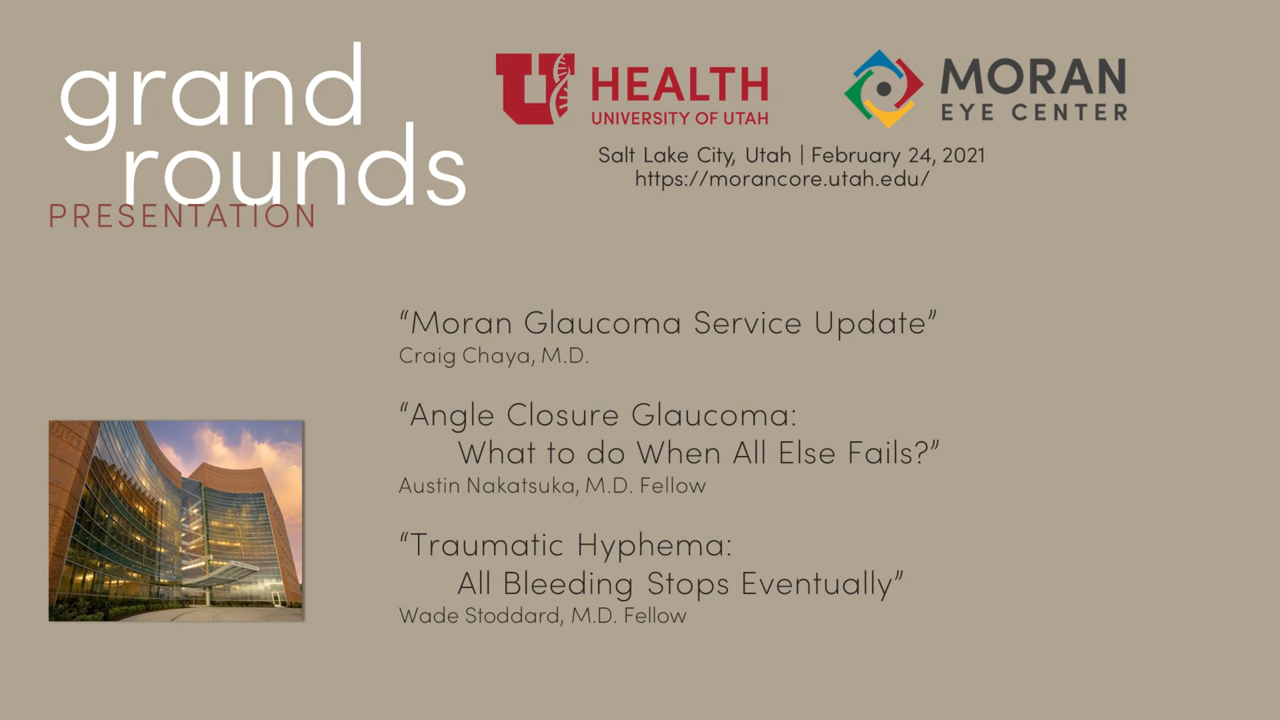 grand
rounds
PRESENTATION
U HEALTH
UNIVERSITY OF UTAH
MORAN
EYE CENTER
Salt Lake City, Utah | February 24, 2021
https://morancore.utah.edu/
“Moran Glaucoma Service Update”
Craig Chaya, M.D.
“Angle Closure Glaucoma:
What to do When All Else Fails?”
Austin Nakatsuka, M.D. Fellow
“Traumatic Hyphema:
All Bleeding Stops Eventually”
Wade Stoddard, M.D. Fellow